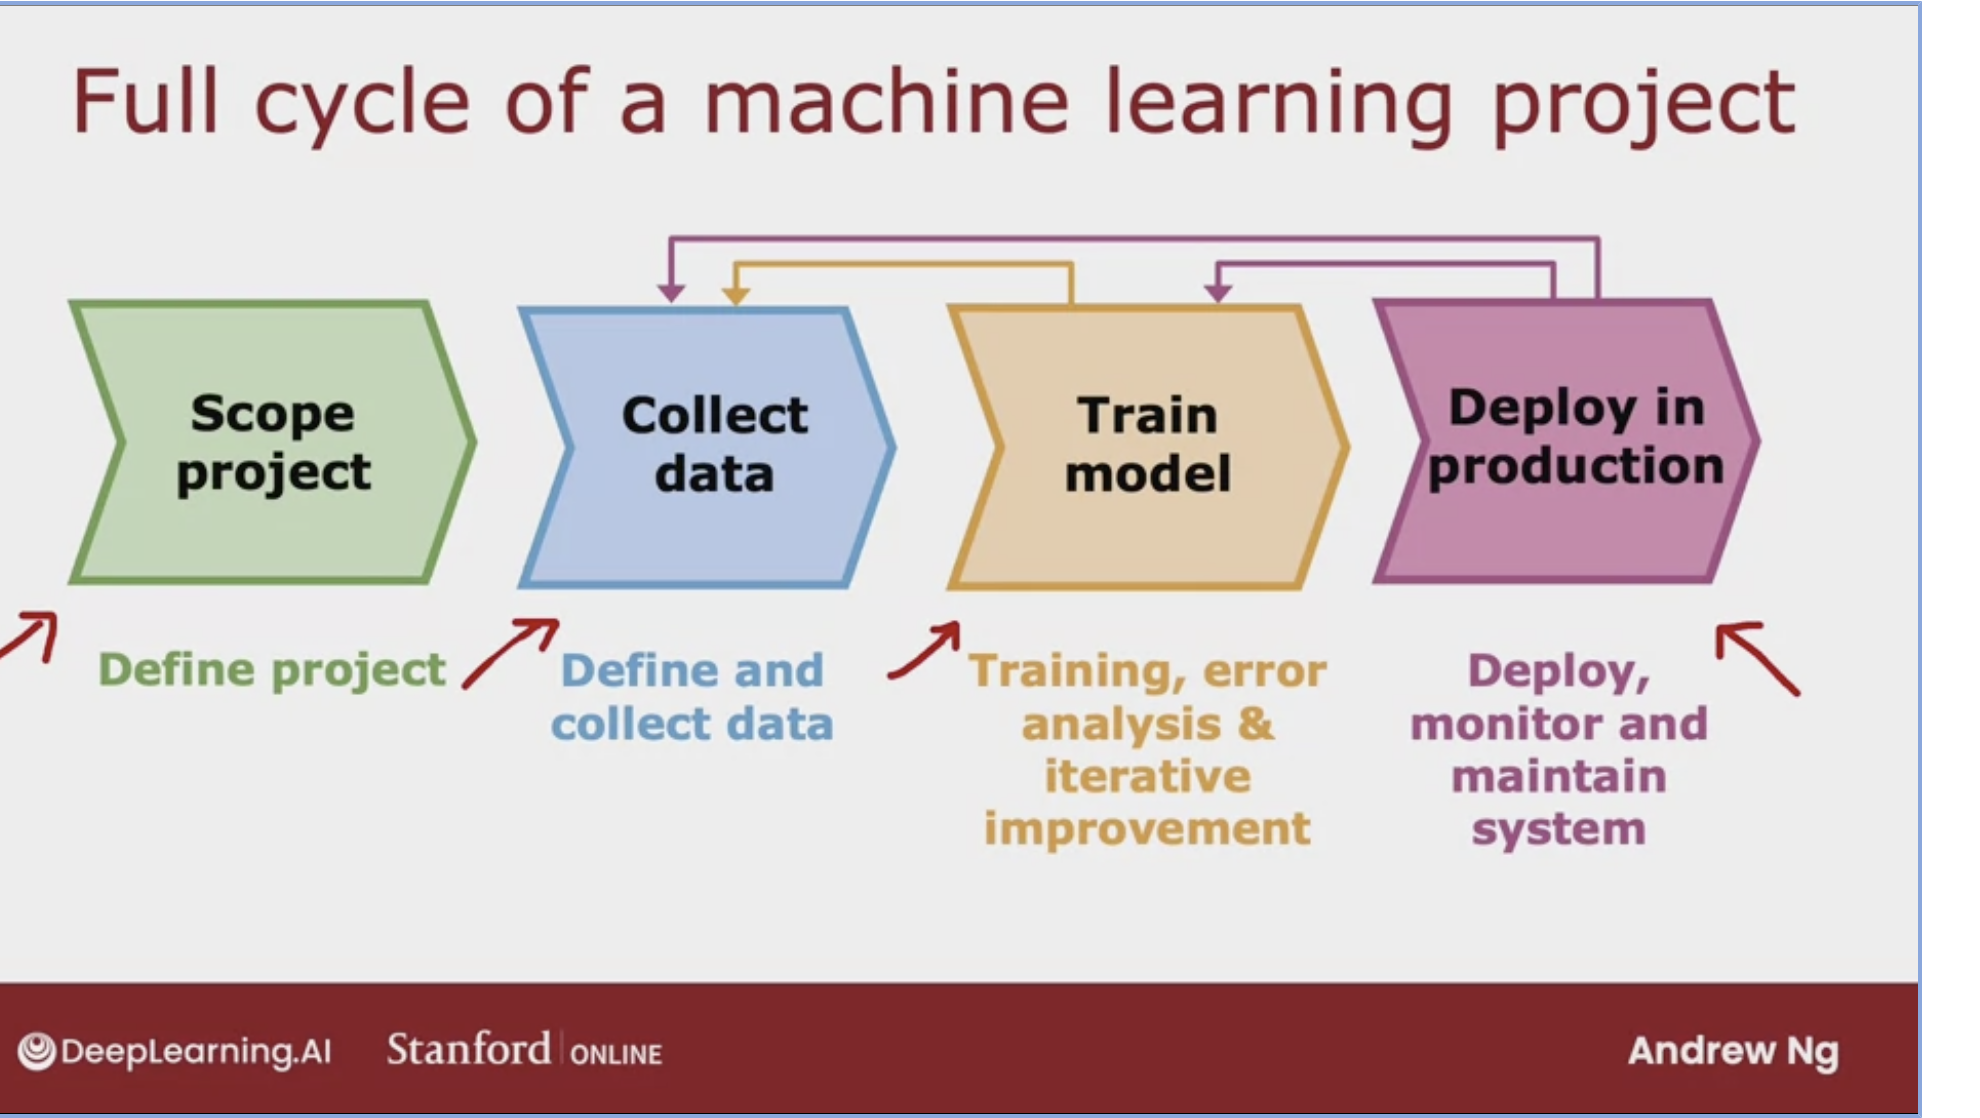 Full cycle of a machine learning project
Scope
project
Collect
data
Train
model
Deploy in
production
Define project
Define and
collect data
Training, error
analysis &
iterative
improvement
Deploy,
monitor and
maintain
system
DeepLearning.AI
Stanford | ONLINE
Andrew Ng